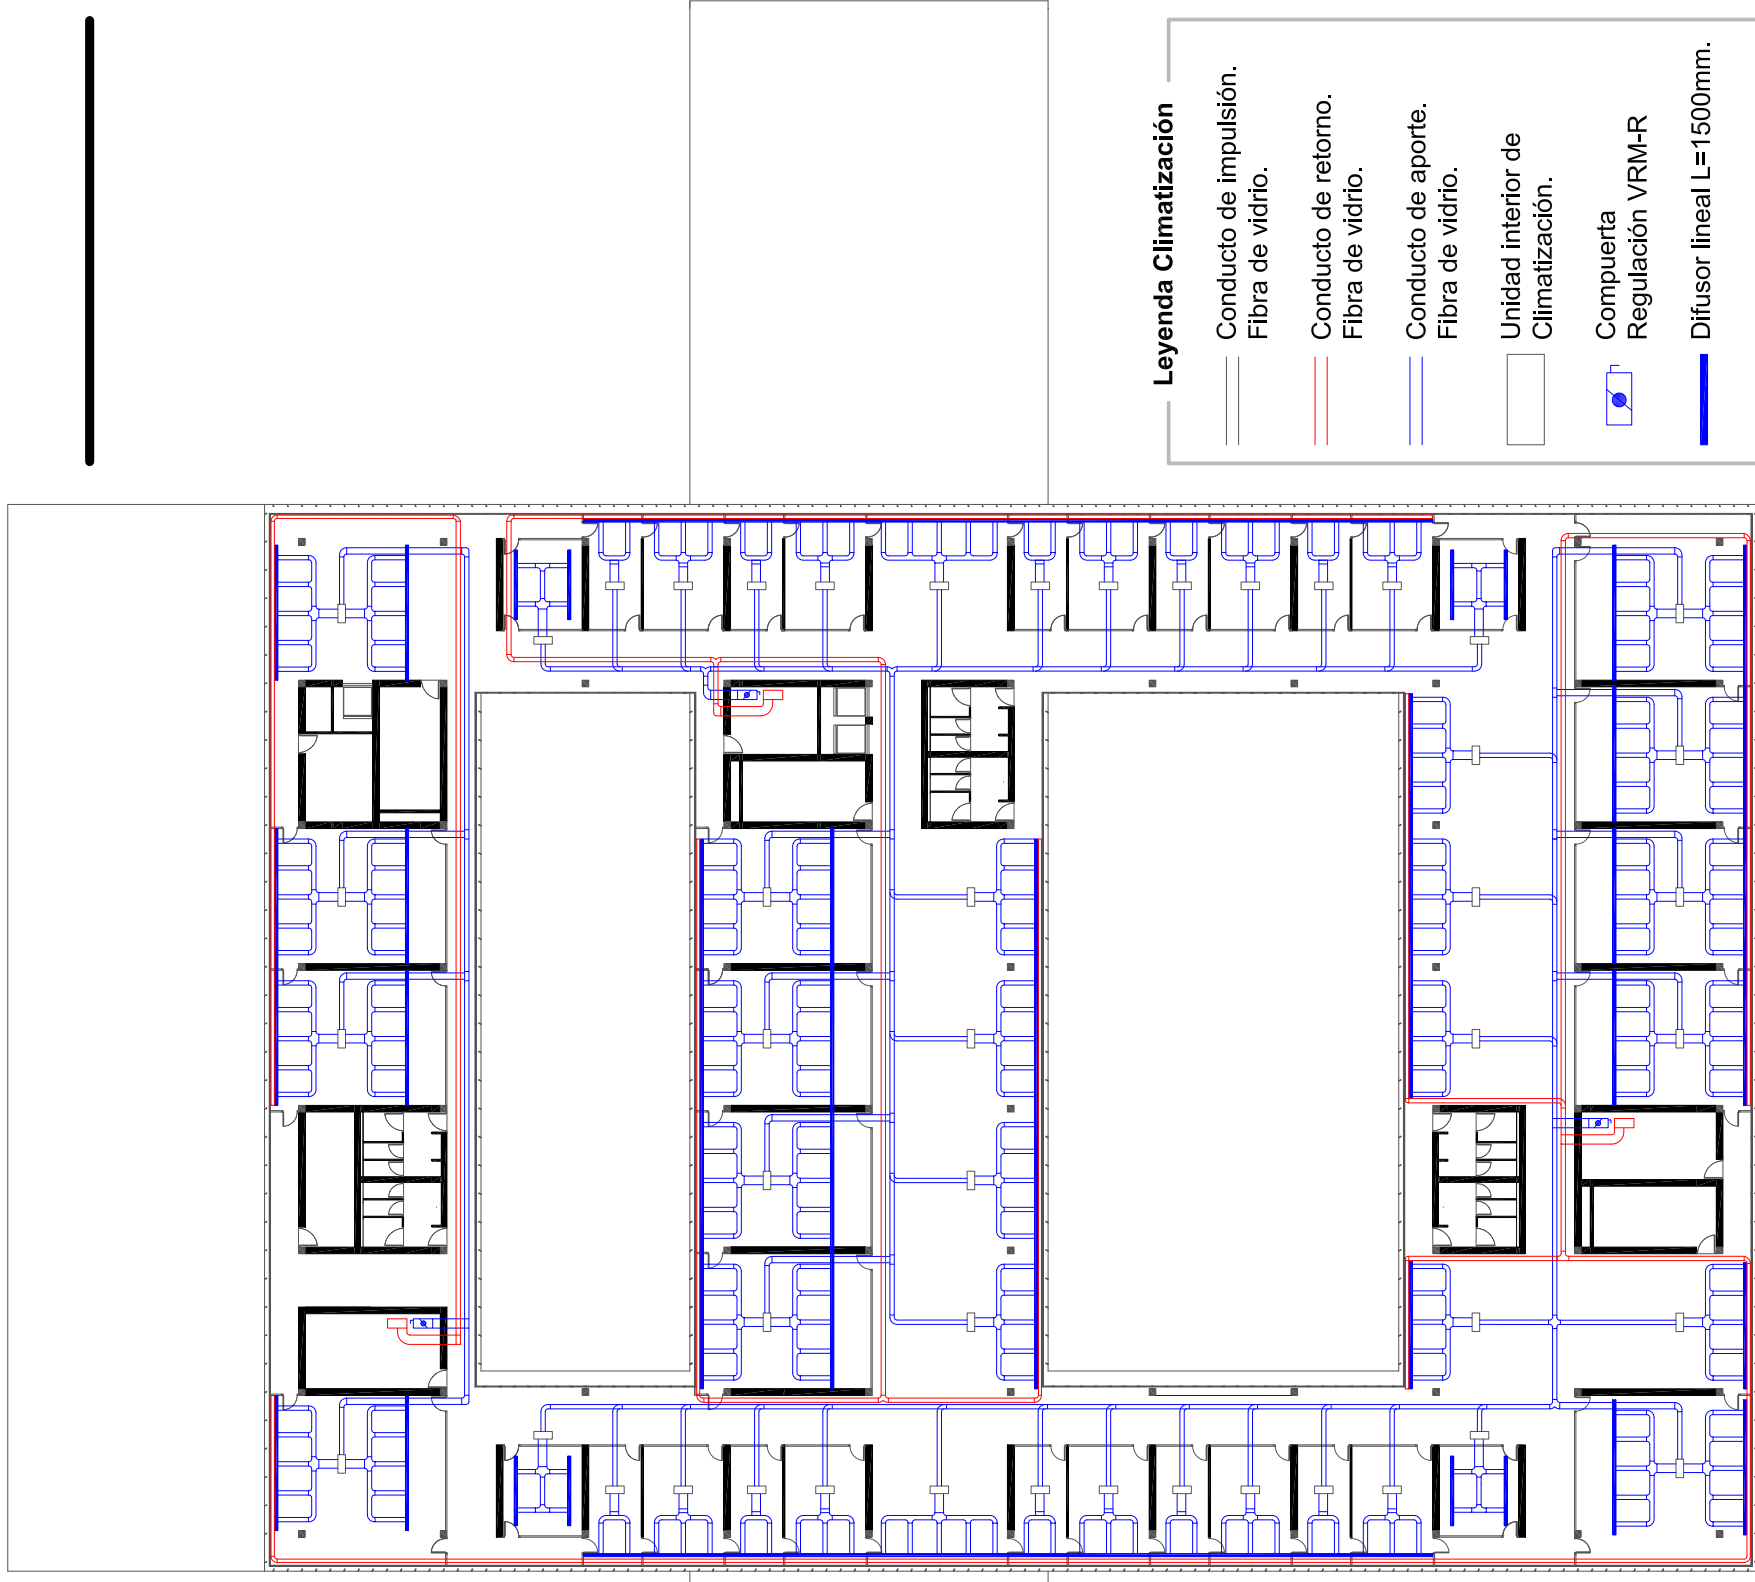 Leyenda Climatización
Conducto de impulsión.
Fibra de vidrio.
Conducto de retorno.
Fibra de vidrio.
Conducto de aporte.
Fibra de vidrio.
Unidad interior de
Climatización.
Compuerta
Regulación VRM-R
Difusor lineal L=1500mm.